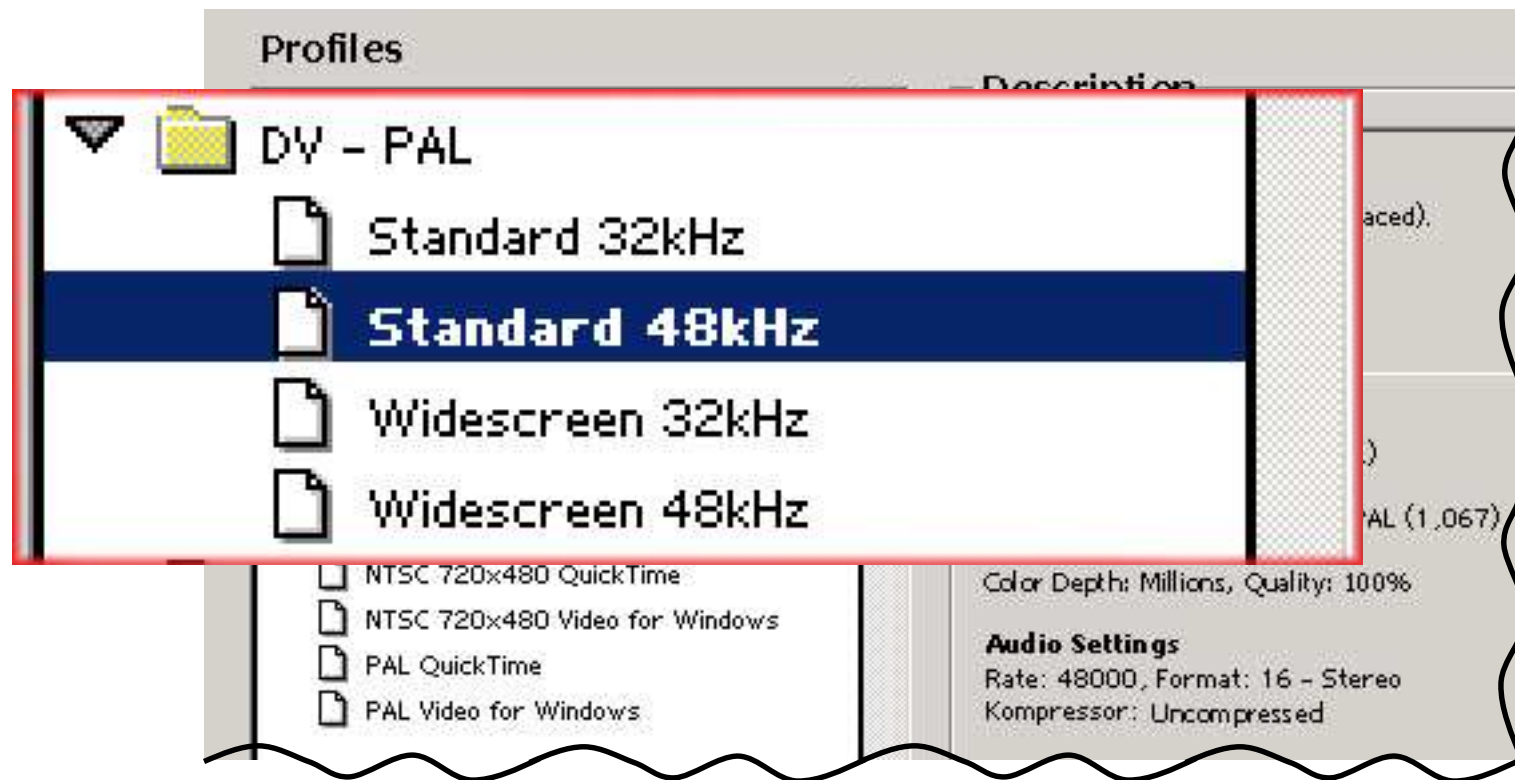 Profiles
Description
DV - PAL
Standard 32kHz
Standard 48kHz
Widescreen 32kHz
Widescreen 48kHz
NTSC 720x480 QuickTime
NTSC 720x480 Video for Windows
PAL QuickTime
PAL Video for Windows
aced).
)
PAL (1,067)
Color Depth: Millions, Quality: 100%
Audio Settings
Rate: 48000, Format: 16 - Stereo
Kompressor: Uncompressed